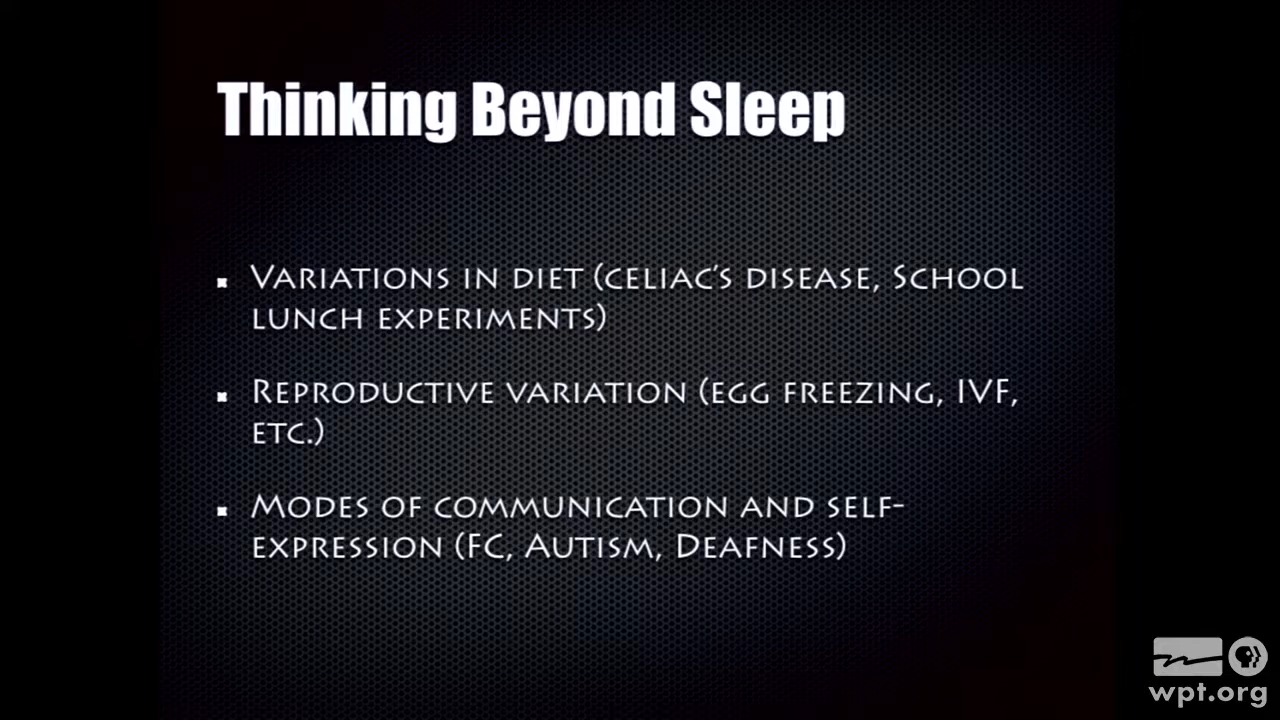 Thinking Beyond Sleep
▪ Variations in diet (celiac's disease, School
lunch experiments)
▪ Reproductive variation (egg freezing, IVF,
etc.)
▪ Modes of communication and self-
expression (FC, Autism, Deafness)
wpt.org